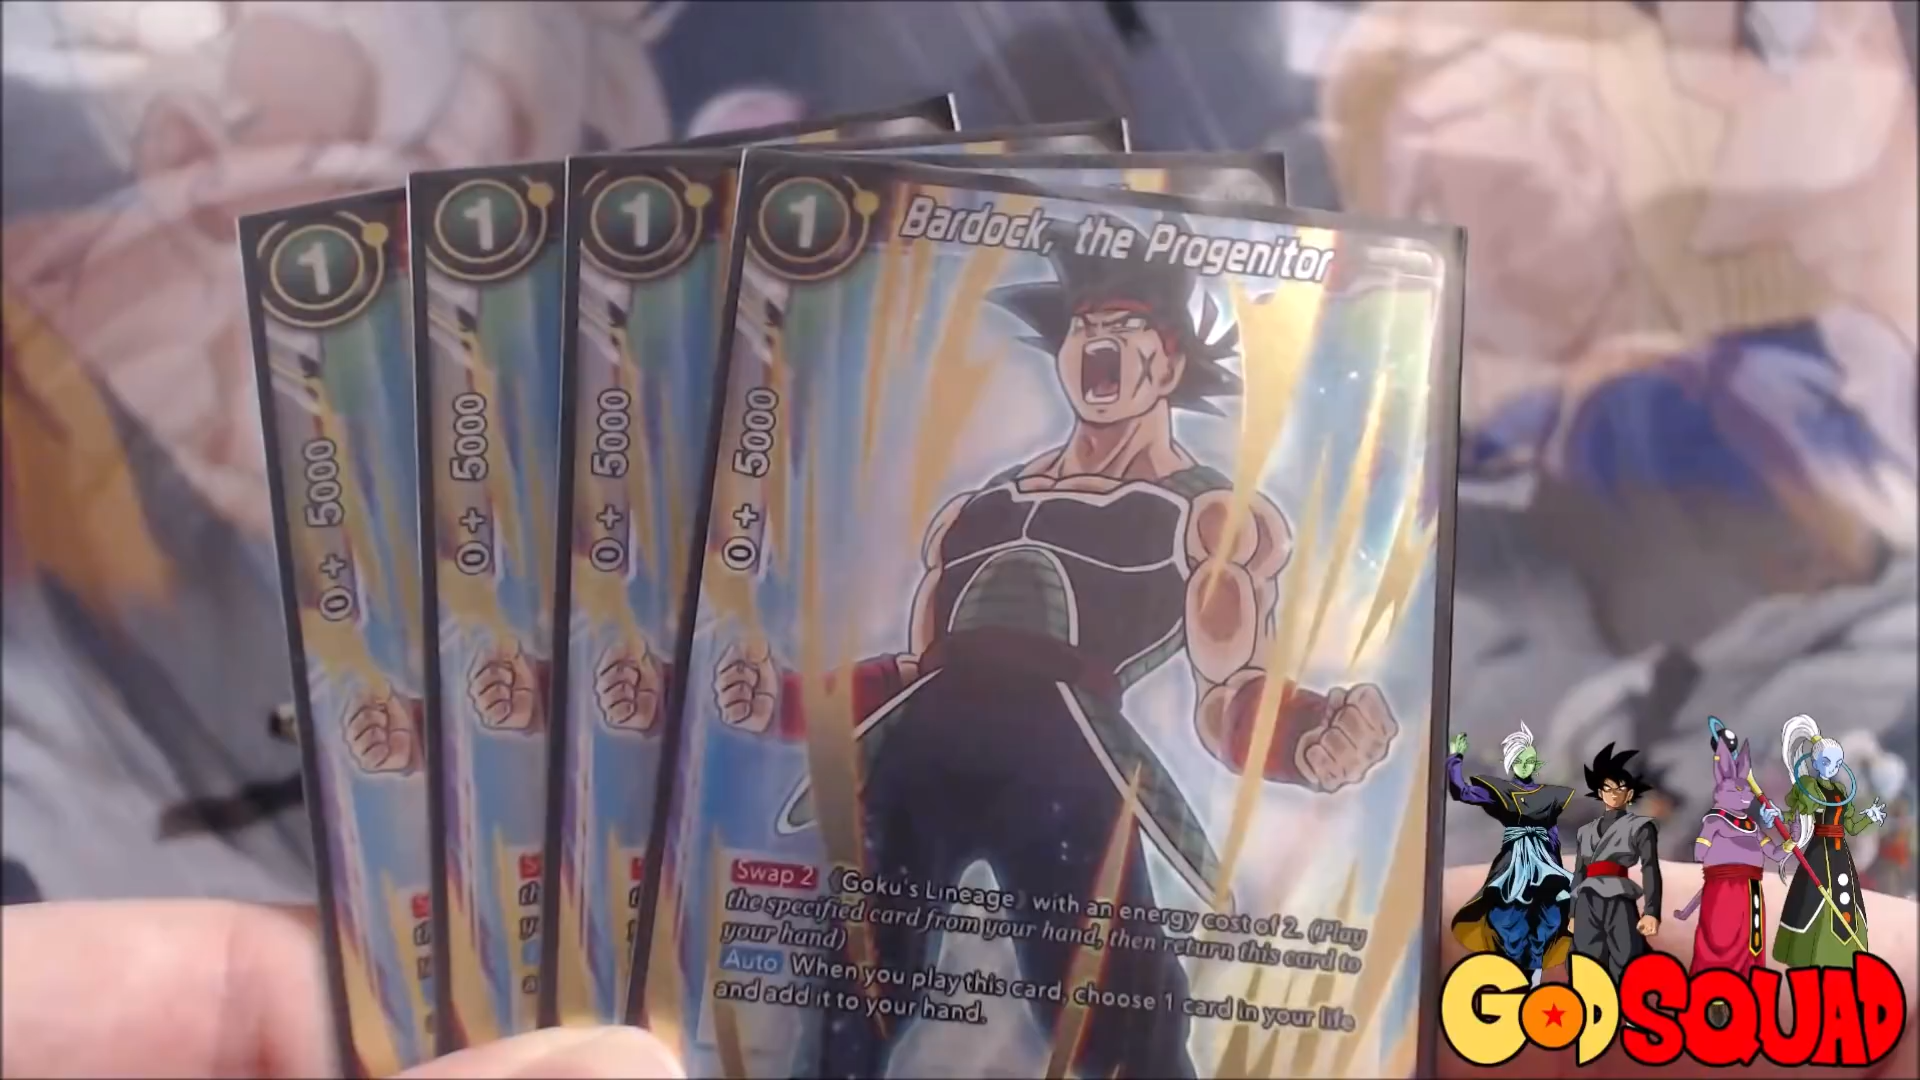 1
0+ 5000
1
0+ 5000
1
0+ 5000
1
0+ 5000
Bardock, the Progenitor
Swap 2 《Goku's Lineage》 with an energy cost of 2. (Play
the specified card from your hand, then return this card to
your hand)
Auto When you play this card, choose 1 card in your life
and add it to your hand.
GODSQUAD